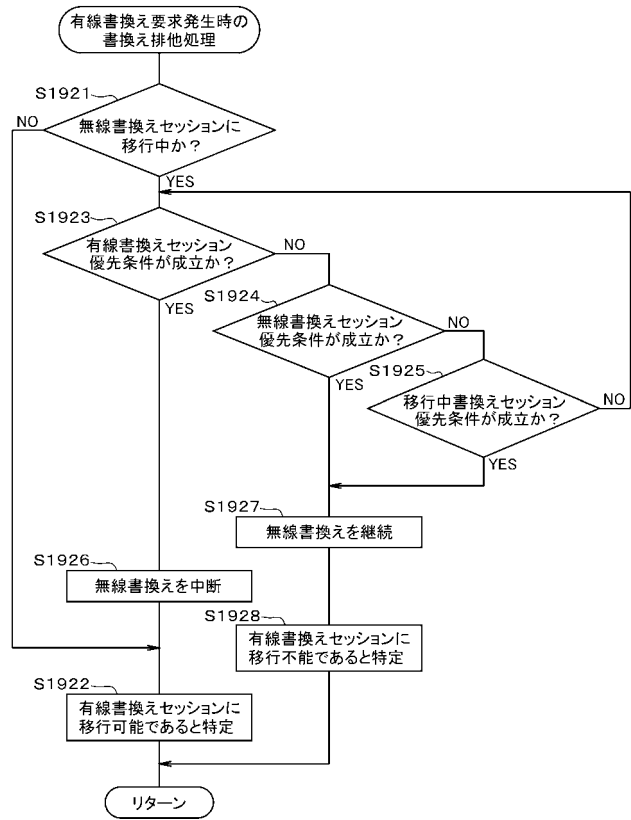 有線書換え要求発生時の
書換え排他処理
S1921
無線書換えセッションに
移行中か？
NO
YES
S1923
有線書換えセッション
優先条件が成立か？
NO
YES
S1924
無線書換えセッション
優先条件が成立か？
NO
YES
S1925
移行中書換えセッション
優先条件が成立か？
NO
YES
S1927
無線書換えを継続
S1926
無線書換えを中断
S1928
有線書換えセッションに
移行不能であると特定
S1922
有線書換えセッションに
移行可能であると特定
リターン